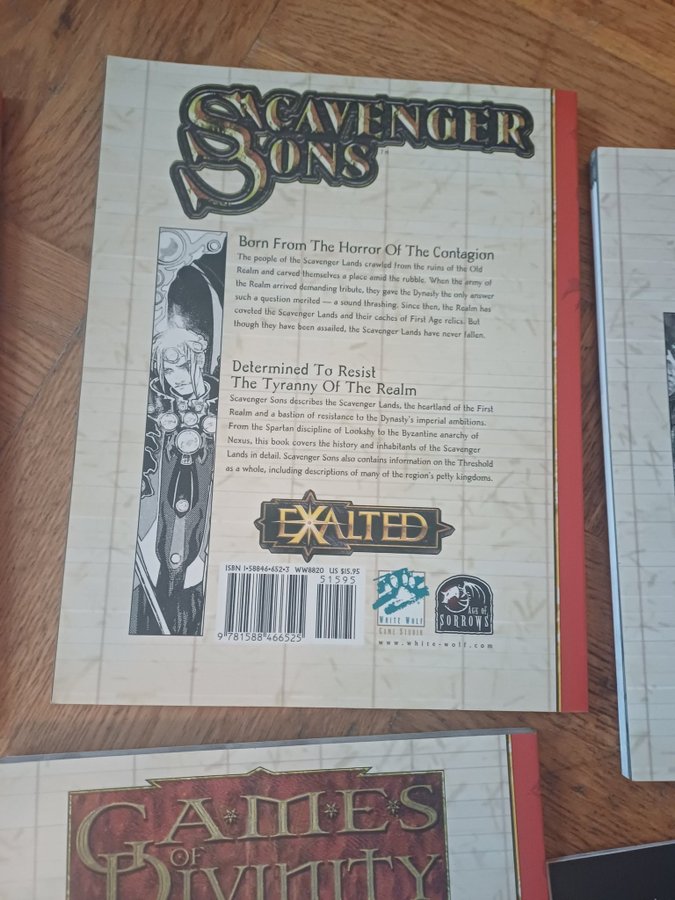 SCAVENGER
SONS™
Born From The Horror Of The Contagion
The people of the Scavenger Lands crawled from the ruins of the Old
Realm and carved themselves a place amid the rubble. When the army of
the Realm arrived demanding tribute, they gave the Dynasty the only answer
such a question merited — a sound thrashing. Since then, the Realm has
coveted the Scavenger Lands and their caches of First Age relics. But
though they have been assailed, the Scavenger Lands have never fallen.
Determined To Resist
The Tyranny Of The Realm
Scavenger Sons describes the Scavenger Lands, the heartland of the First
Realm and a bastion of resistance to the Dynasty's imperial ambitions.
From the Spartan discipline of Lookshy to the Byzantine anarchy of
Nexus, this book covers the history and inhabitants of the Scavenger
Lands in detail. Scavenger Sons also contains information on the Threshold
as a whole, including descriptions of many of the region's petty kingdoms.
EXALTED
ISBN 1-58846-652-3 WW8820 US $15.95
51595
9 781588 466525
WHITE WOLF
GAME STUDIO
AGE OF
SORROWS
www.white-wolf.com
GAMES
OF
DIVINITY